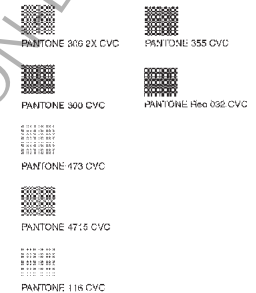 PANTONE 306 2X CVC
PANTONE 355 CVC
PANTONE 300 CVC
PANTONE Red 032 CVC
PANTONE 473 CVC
PANTONE 4715 CVC
PANTONE 116 CVC